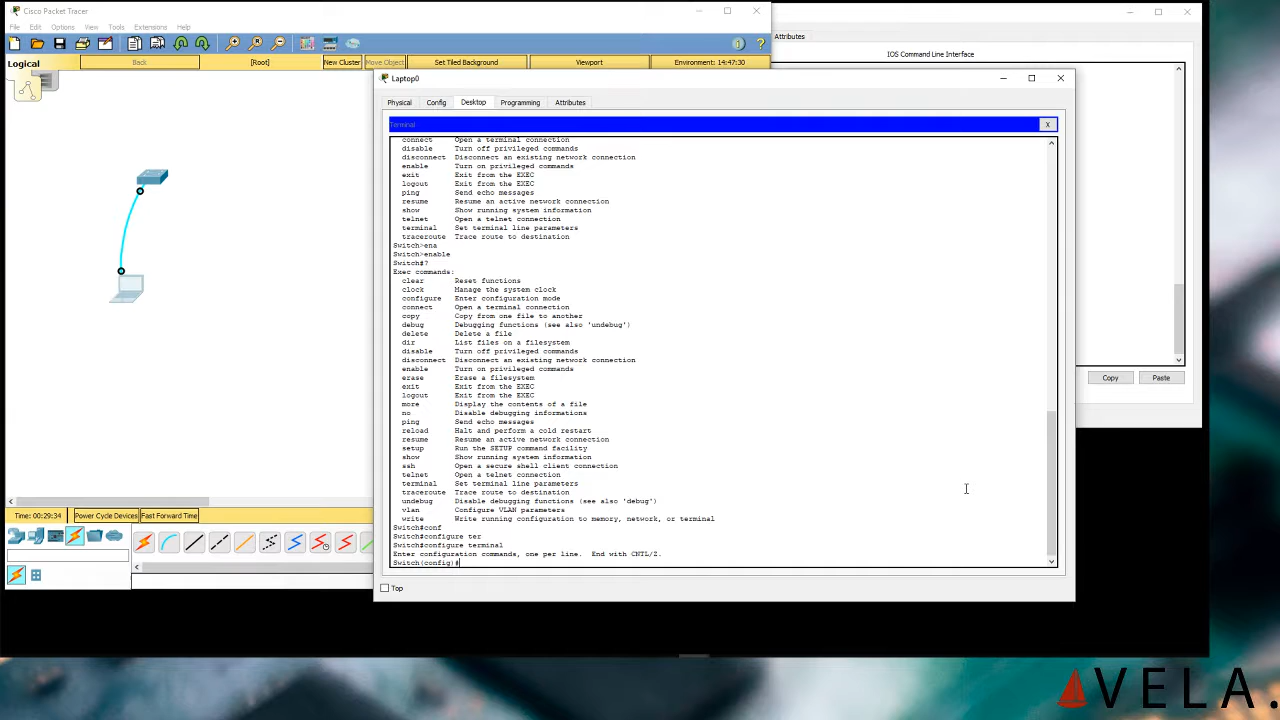 Cisco Packet Tracer
File Edit Options View Tools Extensions Help
Logical Back [Root] New Cluster Move Object Set Tiled Background Viewport Environment: 14:47:30
Attributes
IOS Command Line Interface
Copy Paste
Laptop0
Physical Config Desktop Programming Attributes
Terminal X
connect Open a terminal connection
disable Turn off privileged commands
disconnect Disconnect an existing network connection
enable Turn on privileged commands
exit Exit from the EXEC
logout Exit from the EXEC
ping Send echo messages
resume Resume an active network connection
show Show running system information
telnet Open a telnet connection
terminal Set terminal line parameters
traceroute Trace route to destination
Switch>ena
Switch>enable
Switch#?
Exec commands:
clear Reset functions
clock Manage the system clock
configure Enter configuration mode
connect Open a terminal connection
copy Copy from one file to another
debug Debugging functions (see also 'undebug')
delete Delete a file
dir List files on a filesystem
disable Turn off privileged commands
disconnect Disconnect an existing network connection
enable Turn on privileged commands
erase Erase a filesystem
exit Exit from the EXEC
logout Exit from the EXEC
more Display the contents of a file
no Disable debugging informations
ping Send echo messages
reload Halt and perform a cold restart
resume Resume an active network connection
setup Run the SETUP command facility
show Show running system information
ssh Open a secure shell client connection
telnet Open a telnet connection
terminal Set terminal line parameters
traceroute Trace route to destination
undebug Disable debugging functions (see also 'debug')
vlan Configure VLAN parameters
write Write running configuration to memory, network, or terminal
Switch#conf
Switch#configure ter
Switch#configure terminal
Enter configuration commands, one per line. End with CNTL/Z.
Switch(config)#
Top
Time: 00:29:34 Power Cycle Devices Fast Forward Time
VELA.